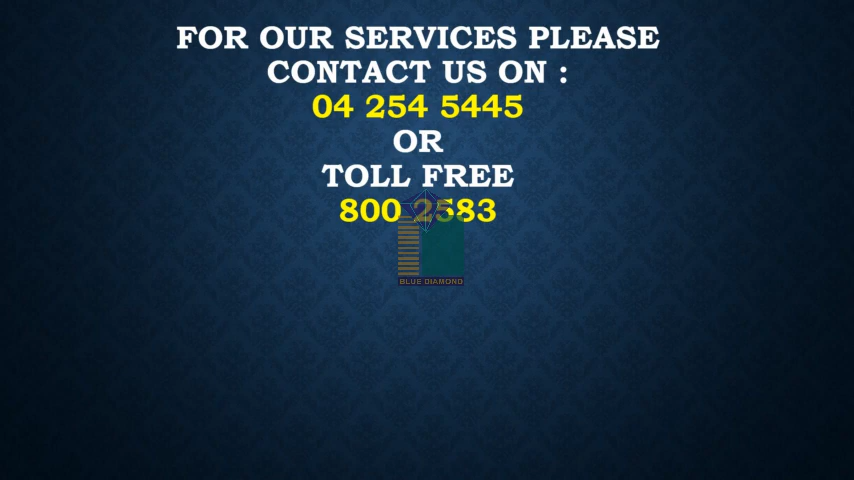 FOR OUR SERVICES PLEASE
CONTACT US ON :
04 254 5445
OR
TOLL FREE
800 2583
BLUE DIAMOND